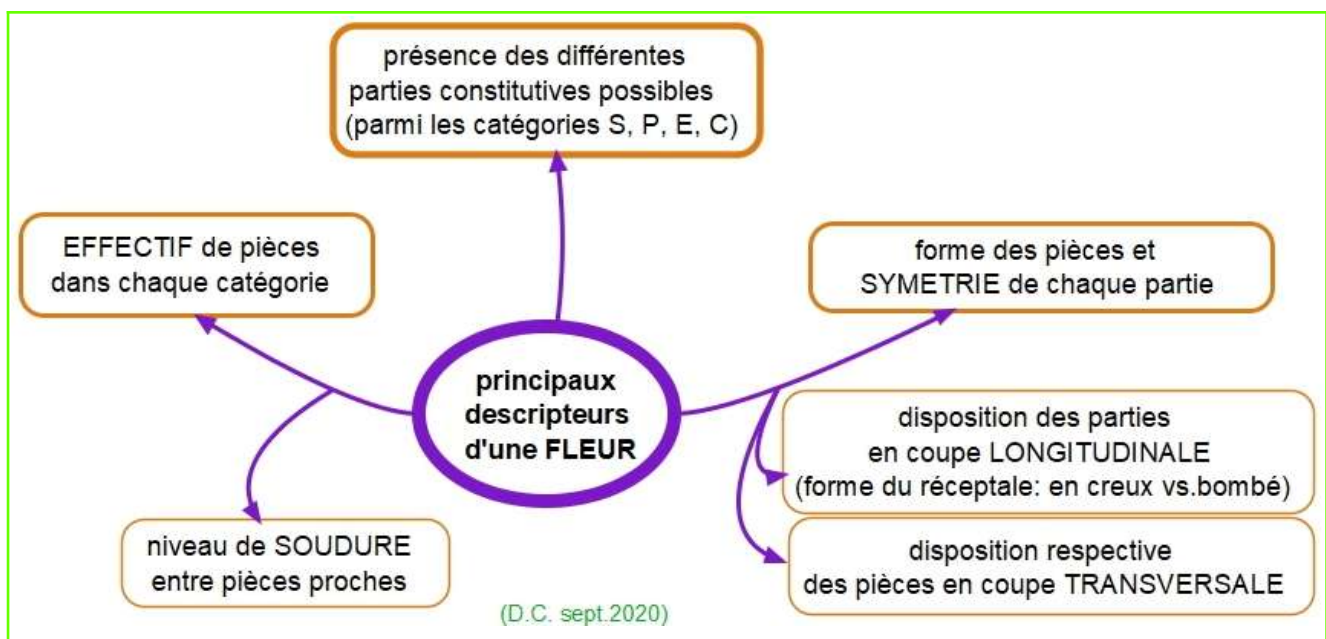 présence des différentes
parties constitutives possibles
(parmi les catégories S, P, E, C)
EFFECTIF de pièces
dans chaque catégorie
forme des pièces et
SYMETRIE de chaque partie
principaux
descripteurs
d'une FLEUR
disposition des parties
en coupe LONGITUDINALE
(forme du réceptale: en creux vs.bombé)
niveau de SOUDURE
entre pièces proches
disposition respective
des pièces en coupe TRANSVERSALE
(D.C. sept.2020)